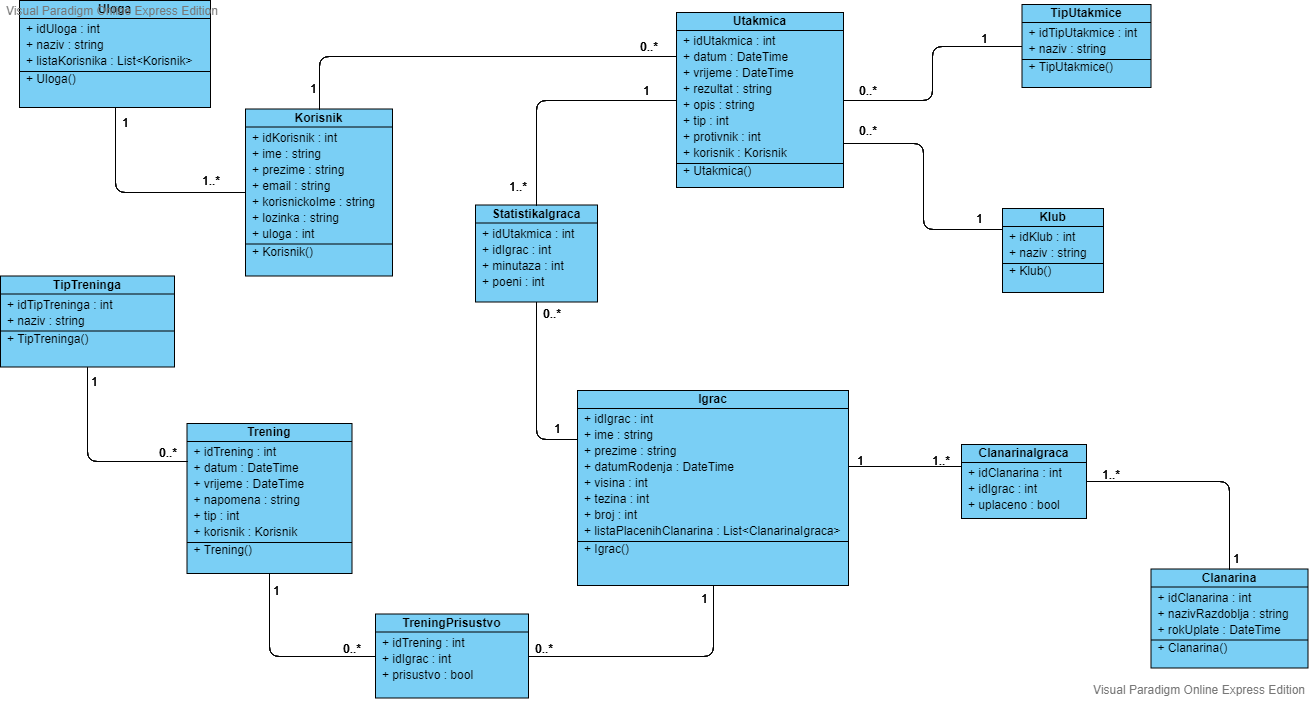 Visual Paradigm Online Express Edition
Uloga
+ idUloga : int
+ naziv : string
+ listaKorisnika : List<Korisnik>
+ Uloga()
1
1..*
Korisnik
+ idKorisnik : int
+ ime : string
+ prezime : string
+ email : string
+ korisnickoIme : string
+ lozinka : string
+ uloga : int
+ Korisnik()
1
0..*
Utakmica
+ idUtakmica : int
+ datum : DateTime
+ vrijeme : DateTime
+ rezultat : string
+ opis : string
+ tip : int
+ protivnik : int
+ korisnik : Korisnik
+ Utakmica()
1
0..*
0..*
1
TipUtakmice
+ idTipUtakmice : int
+ naziv : string
+ TipUtakmice()
1
Klub
+ idKlub : int
+ naziv : string
+ Klub()
1..*
StatistikaIgraca
+ idUtakmica : int
+ idIgrac : int
+ minutaza : int
+ poeni : int
0..*
1
TipTreninga
+ idTipTreninga : int
+ naziv : string
+ TipTreninga()
1
0..*
Trening
+ idTrening : int
+ datum : DateTime
+ vrijeme : DateTime
+ napomena : string
+ tip : int
+ korisnik : Korisnik
+ Trening()
1
0..*
Igrac
+ idIgrac : int
+ ime : string
+ prezime : string
+ datumRodenja : DateTime
+ visina : int
+ tezina : int
+ broj : int
+ listaPlacenihClanarina : List<ClanarinaIgraca>
+ Igrac()
1
1..*
ClanarinaIgraca
+ idClanarina : int
+ idIgrac : int
+ uplaceno : bool
1..*
1
Clanarina
+ idClanarina : int
+ nazivRazdoblja : string
+ rokUplate : DateTime
+ Clanarina()
1
0..*
TreningPrisustvo
+ idTrening : int
+ idIgrac : int
+ prisustvo : bool
Visual Paradigm Online Express Edition